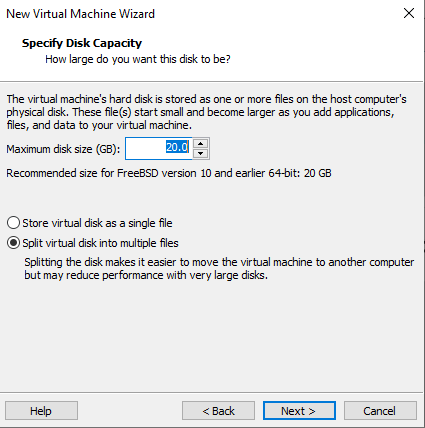 New Virtual Machine Wizard
Specify Disk Capacity
How large do you want this disk to be?
The virtual machine's hard disk is stored as one or more files on the host computer's
physical disk. These file(s) start small and become larger as you add applications,
files, and data to your virtual machine.
Maximum disk size (GB): 20.0
Recommended size for FreeBSD version 10 and earlier 64-bit: 20 GB
Store virtual disk as a single file
Split virtual disk into multiple files
Splitting the disk makes it easier to move the virtual machine to another computer
but may reduce performance with very large disks.
Help < Back Next > Cancel